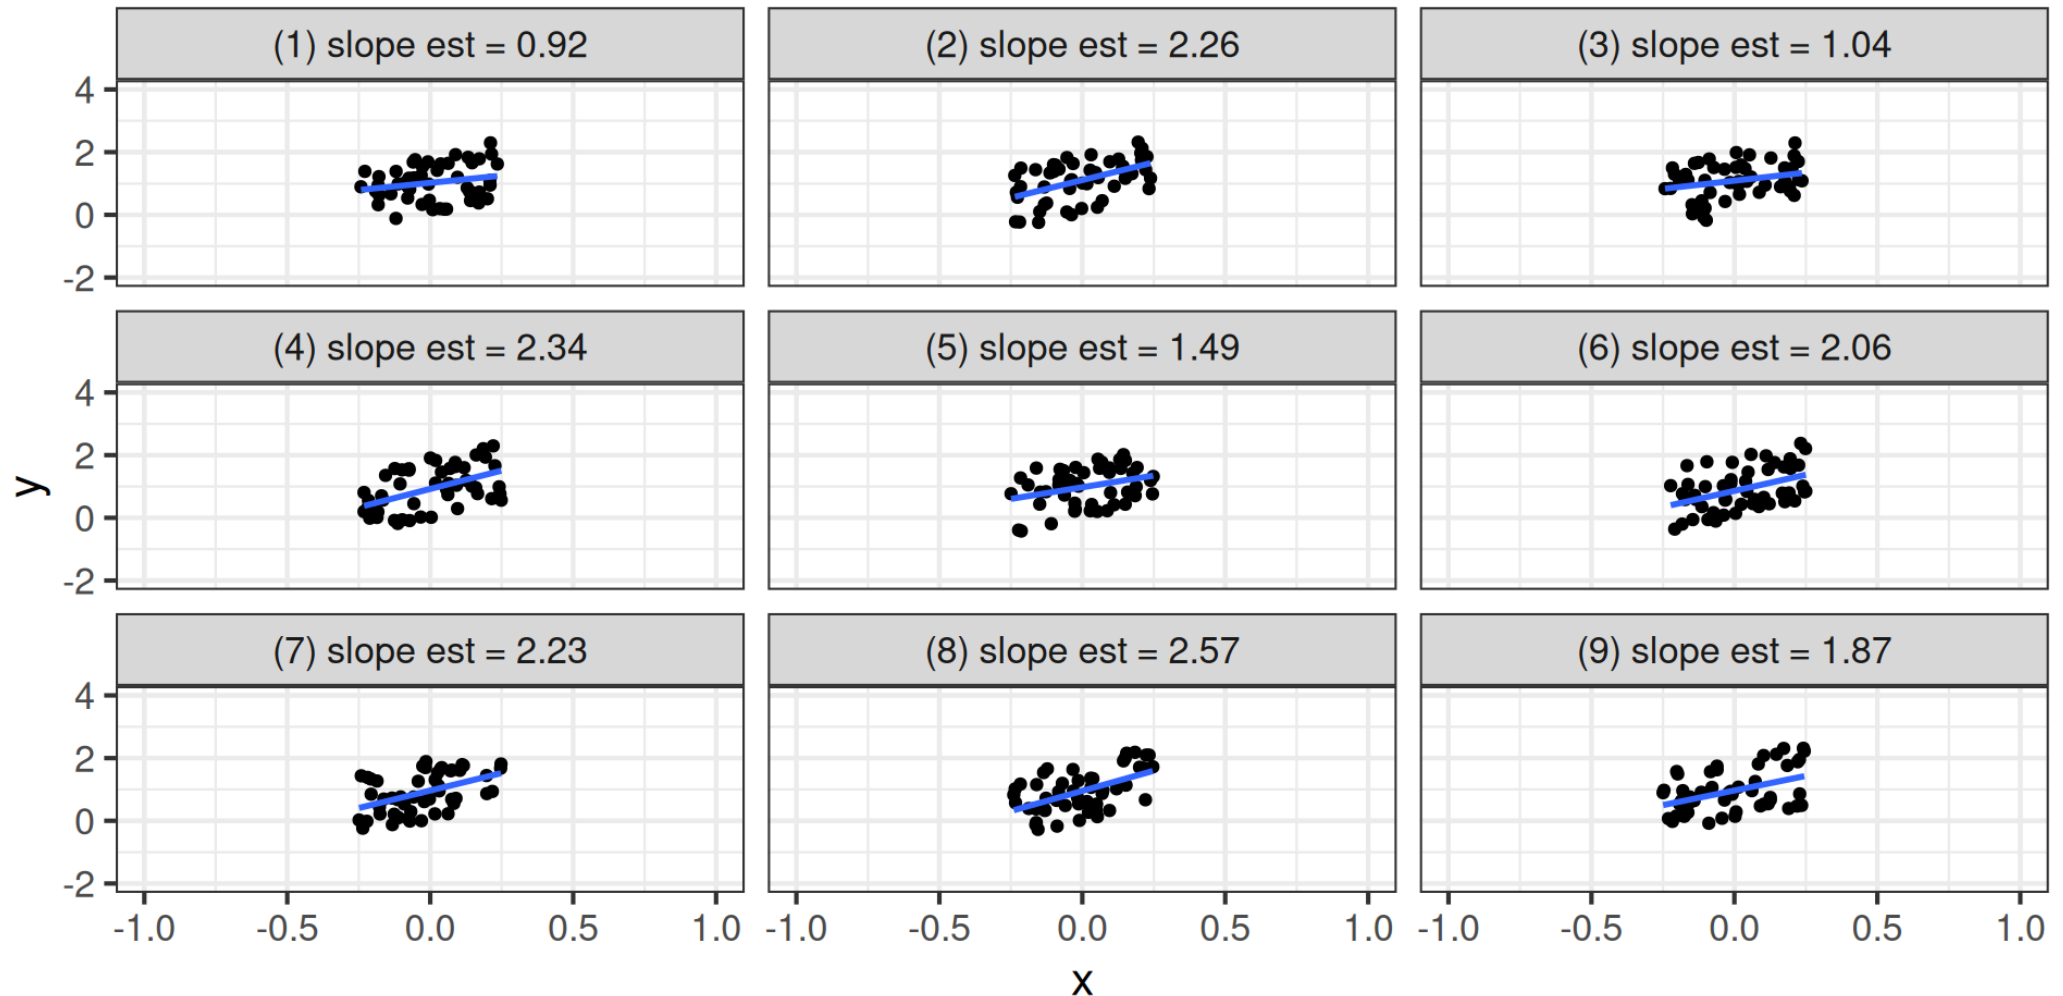 (1) slope est = 0.92
(2) slope est = 2.26
(3) slope est = 1.04
4
2
0
-2
(4) slope est = 2.34
(5) slope est = 1.49
(6) slope est = 2.06
4
2
0
-2
y
(7) slope est = 2.23
(8) slope est = 2.57
(9) slope est = 1.87
4
2
0
-2
-1.0 -0.5 0.0 0.5 1.0
-1.0 -0.5 0.0 0.5 1.0
-1.0 -0.5 0.0 0.5 1.0
x